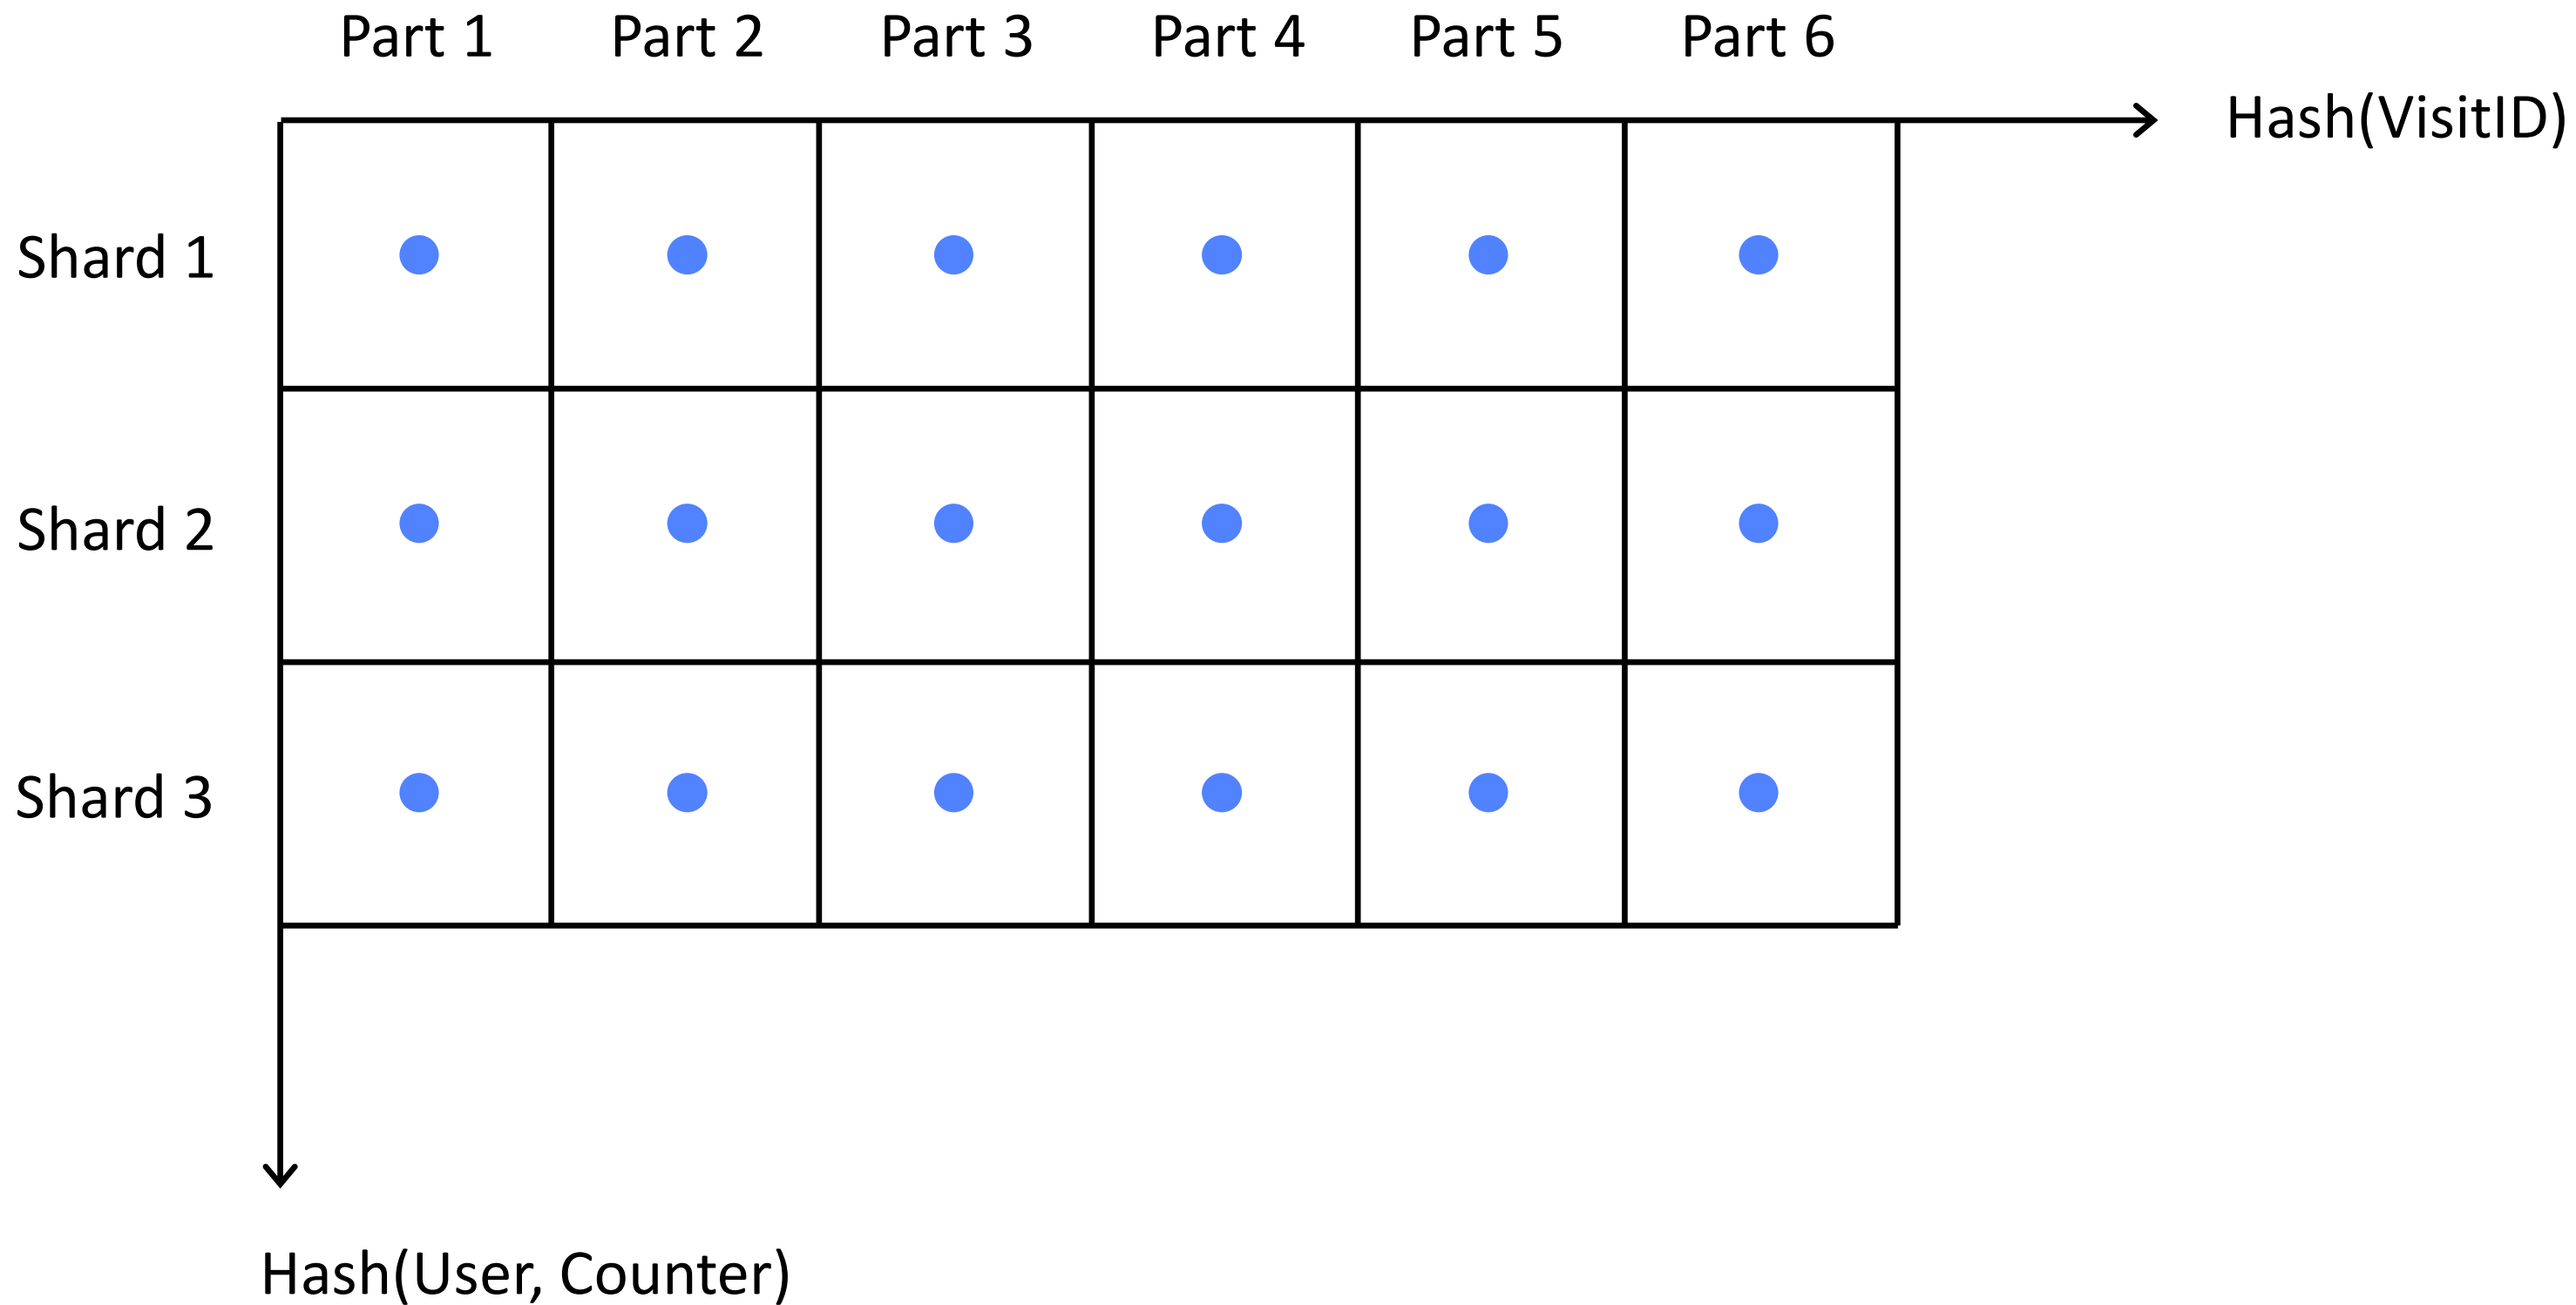 Part 1 Part 2 Part 3 Part 4 Part 5 Part 6
Hash(VisitID)
Shard 1
Shard 2
Shard 3
Hash(User, Counter)